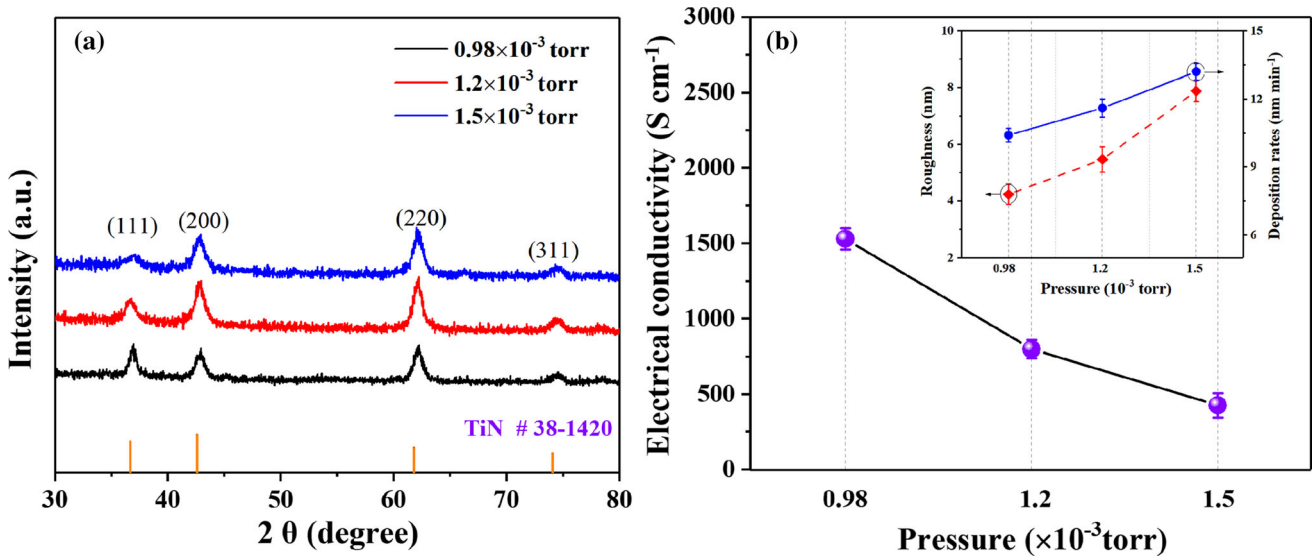 (a)
0.98×10⁻³ torr
1.2×10⁻³ torr
1.5×10⁻³ torr
(111)
(200)
(220)
(311)
TiN # 38-1420
Intensity (a.u.)
30 40 50 60 70 80
2 θ (degree)
(b)
Electrical conductivity (S cm⁻¹)
3000
2500
2000
1500
1000
500
0
0.98 1.2 1.5
Pressure (×10⁻³torr)
Roughness (nm)
10
8
6
4
2
Deposition rates (nm min⁻¹)
15
12
9
6
0.98 1.2 1.5
Pressure (10⁻³ torr)